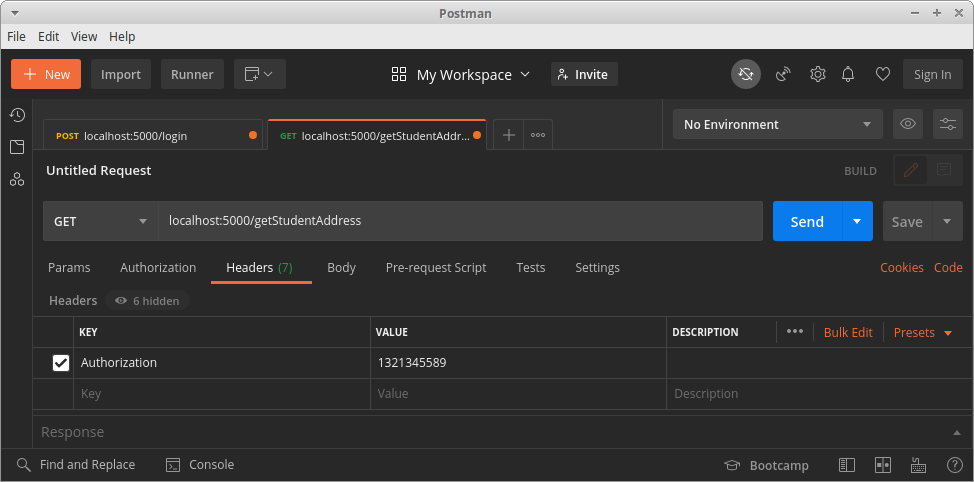 Postman
File Edit View Help
New Import Runner My Workspace Invite Sign In
POST localhost:5000/login GET localhost:5000/getStudentAddr... No Environment
Untitled Request BUILD
GET localhost:5000/getStudentAddress Send Save
Params Authorization Headers (7) Body Pre-request Script Tests Settings Cookies Code
Headers 6 hidden
KEY VALUE DESCRIPTION Bulk Edit Presets
Authorization 1321345589
Key Value Description
Response
Find and Replace Console Bootcamp